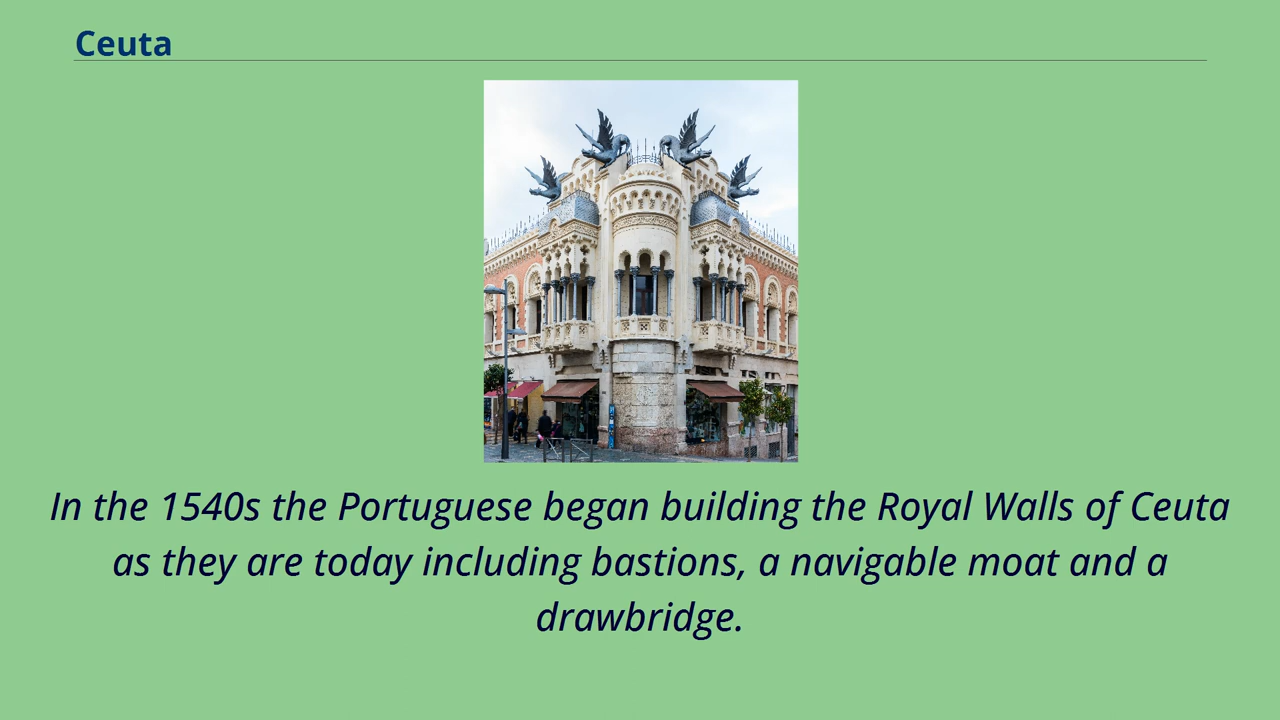 Ceuta
In the 1540s the Portuguese began building the Royal Walls of Ceuta
as they are today including bastions, a navigable moat and a
drawbridge.